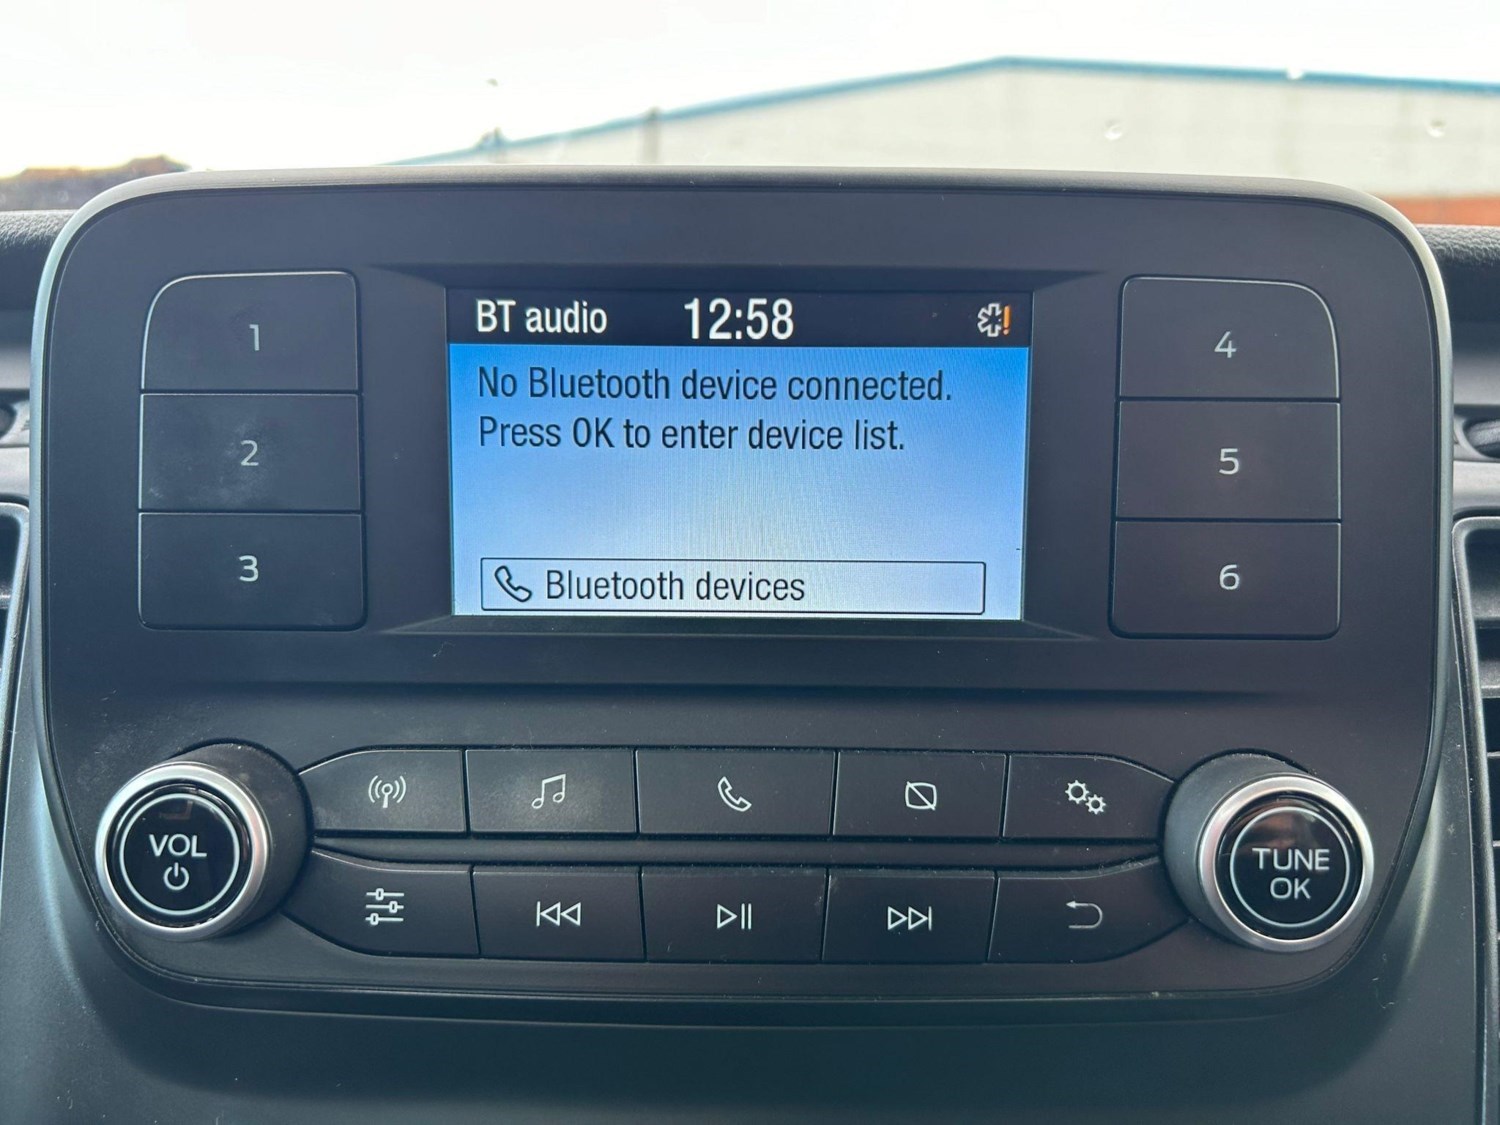 BT audio 12:58
No Bluetooth device connected.
Press OK to enter device list.
Bluetooth devices
1
2
3
4
5
6
VOL
TUNE
OK